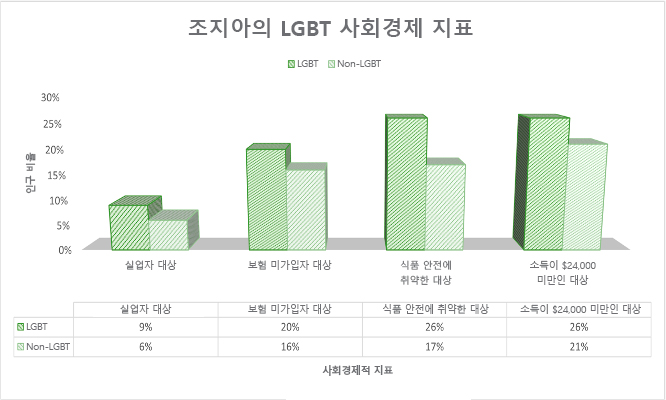 조지아의 LGBT 사회경제 지표
LGBT Non-LGBT
30%
25%
20%
15%
10%
5%
0%
인구 비율
실업자 대상 보험 미가입자 대상 식품 안전에 소득이 $24,000
취약한 대상 미만인 대상
실업자 대상 보험 미가입자 대상 식품 안전에 취약한 대상 소득이 $24,000 미만인 대상
LGBT 9% 20% 26% 26%
Non-LGBT 6% 16% 17% 21%
사회경제적 지표